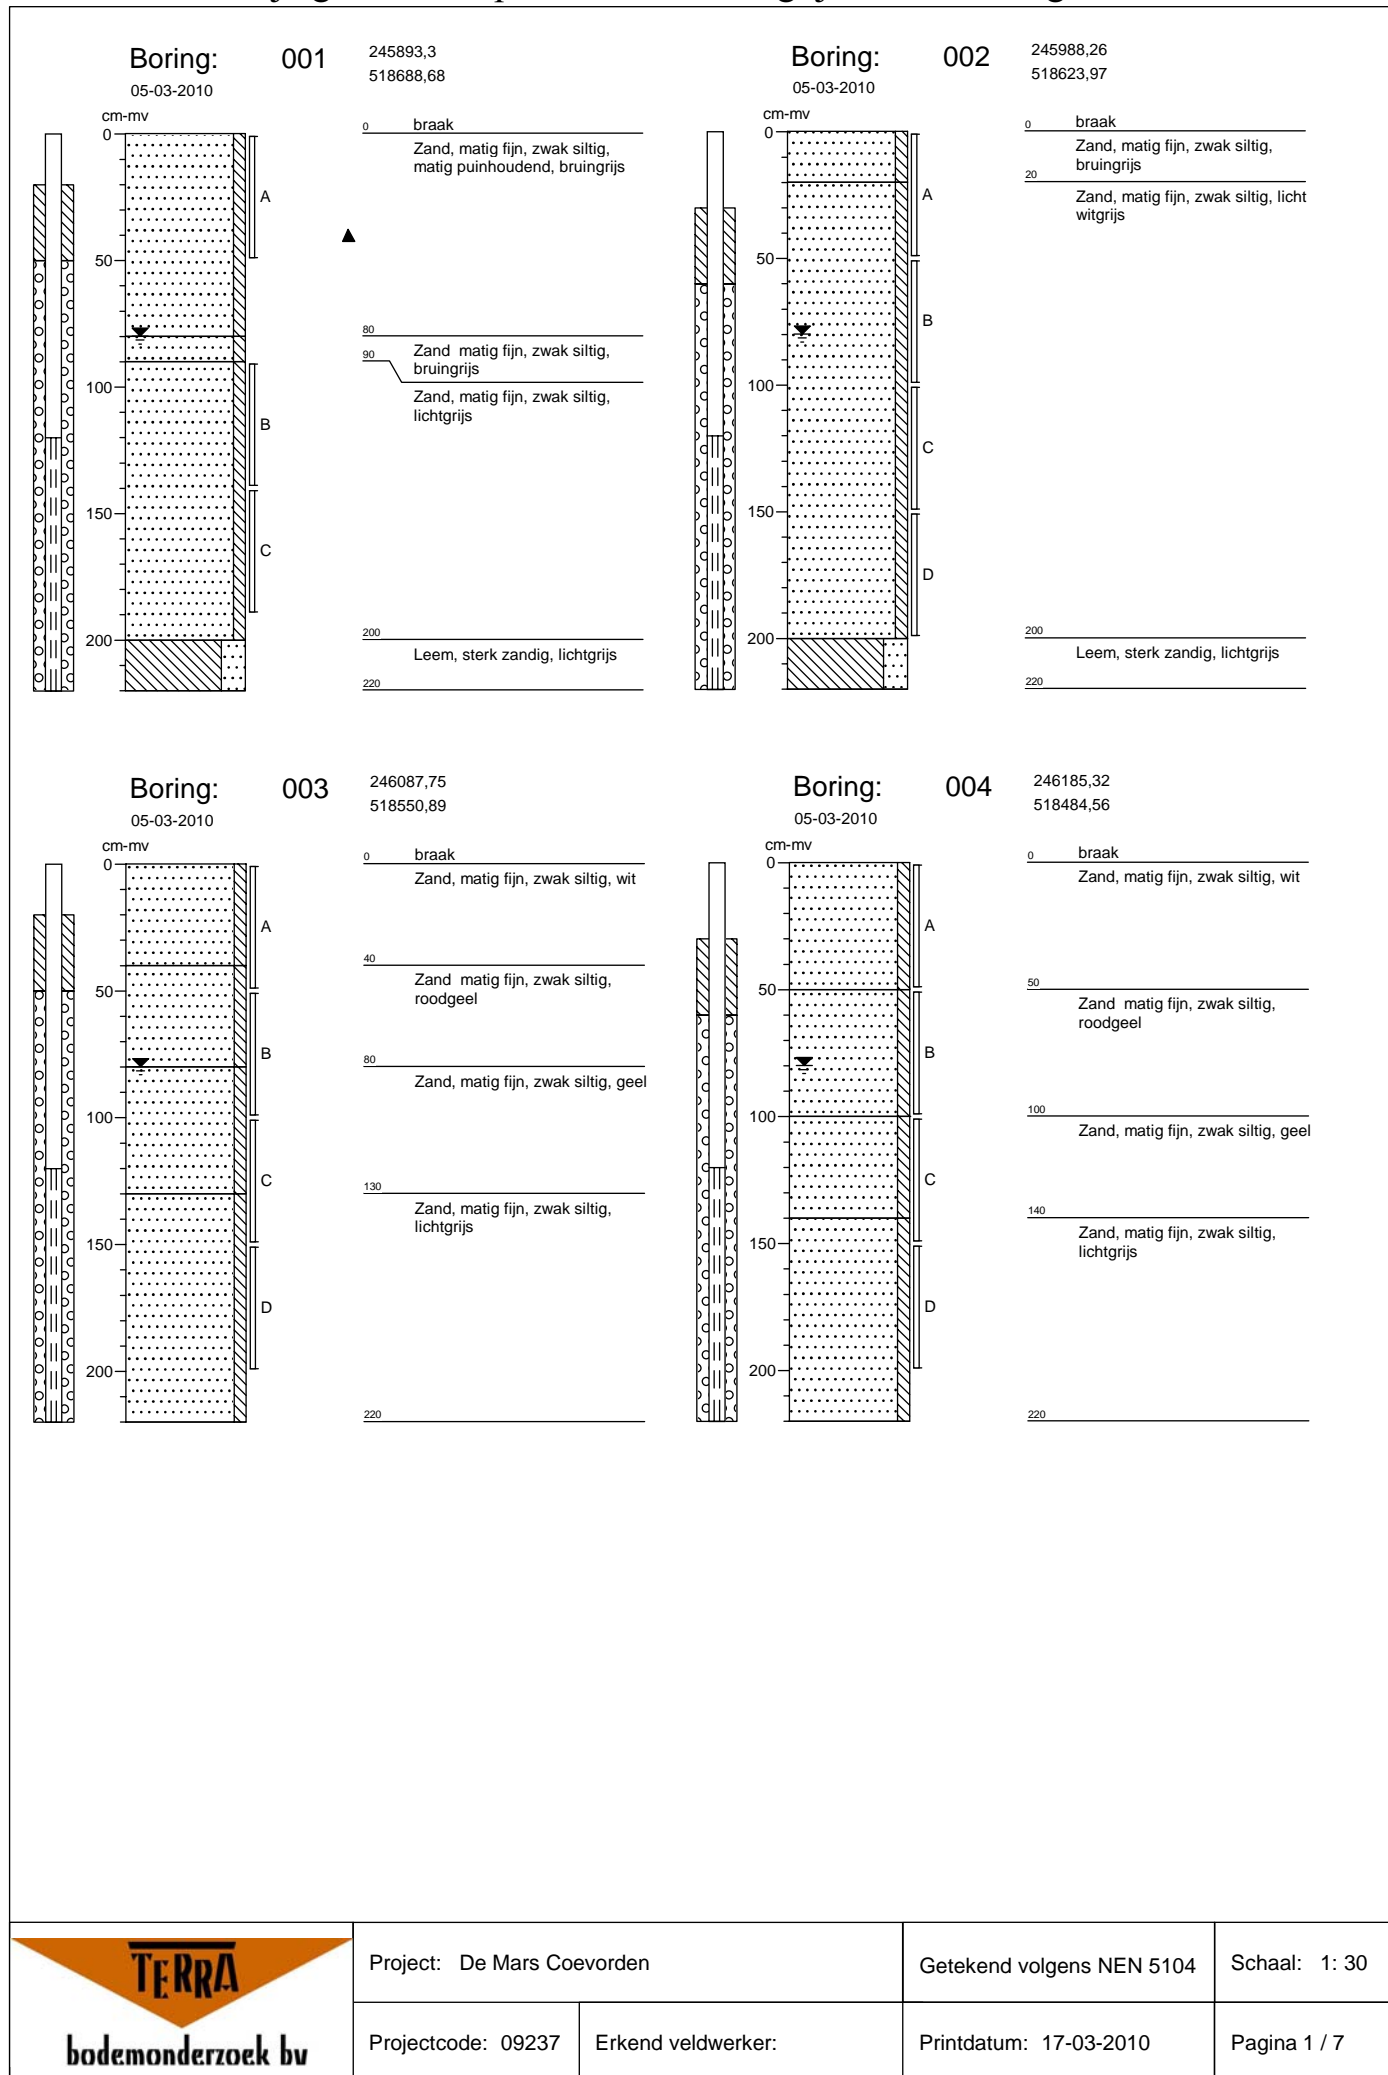 Boring: 001
245893,3
518688,68
05-03-2010
cm-mv
0
50
100
150
200
A
B
C
0 braak
Zand, matig fijn, zwak siltig,
matig puinhoudend, bruingrijs
80
Zand matig fijn, zwak siltig,
bruingrijs
90
Zand, matig fijn, zwak siltig,
lichtgrijs
200
Leem, sterk zandig, lichtgrijs
220
Boring: 002
245988,26
518623,97
05-03-2010
cm-mv
0
50
100
150
200
A
B
C
D
0 braak
Zand, matig fijn, zwak siltig,
bruingrijs
20
Zand, matig fijn, zwak siltig, licht
witgrijs
200
Leem, sterk zandig, lichtgrijs
220
Boring: 003
246087,75
518550,89
05-03-2010
cm-mv
0
50
100
150
200
A
B
C
D
0 braak
Zand, matig fijn, zwak siltig, wit
40
Zand matig fijn, zwak siltig,
roodgeel
80
Zand, matig fijn, zwak siltig, geel
130
Zand, matig fijn, zwak siltig,
lichtgrijs
220
Boring: 004
246185,32
518484,56
05-03-2010
cm-mv
0
50
100
150
200
A
B
C
D
0 braak
Zand, matig fijn, zwak siltig, wit
50
Zand matig fijn, zwak siltig,
roodgeel
100
Zand, matig fijn, zwak siltig, geel
140
Zand, matig fijn, zwak siltig,
lichtgrijs
220
TERRA
bodemonderzoek bv
Project: De Mars Coevorden
Getekend volgens NEN 5104
Schaal: 1: 30
Projectcode: 09237
Erkend veldwerker:
Printdatum: 17-03-2010
Pagina 1 / 7